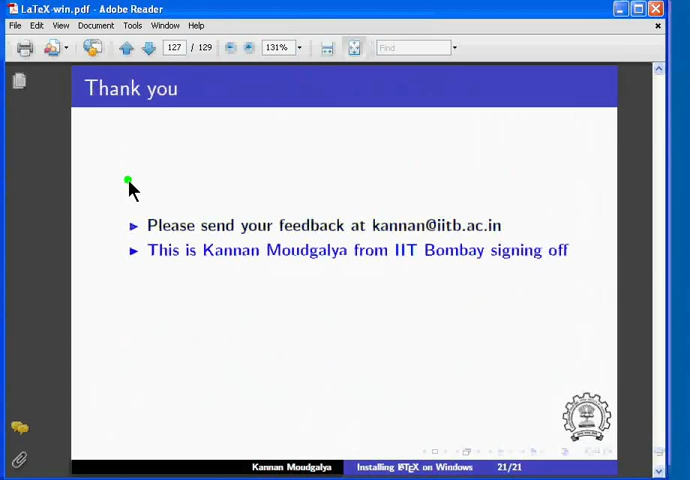 LaTeX-win.pdf - Adobe Reader
File Edit View Document Tools Window Help
127 / 129 131% Find
Thank you
Please send your feedback at kannan@iitb.ac.in
This is Kannan Moudgalya from IIT Bombay signing off
Kannan Moudgalya Installing LATEX on Windows 21/21